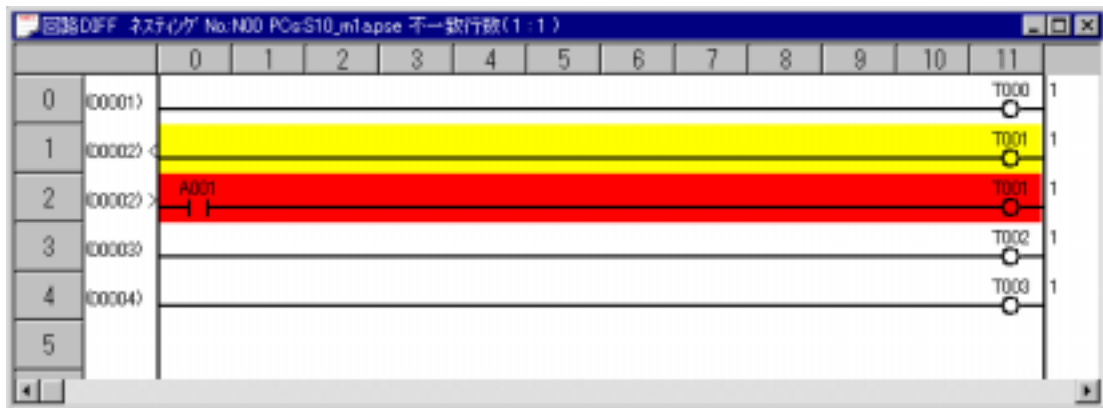 回路DIFF ネスティング No:N00 PCs:S10_m1a.pse 不一致行数(1:1)
0 1 2 3 4 5 6 7 8 9 10 11
T000
0 (00001) 1
T001
1 (00002) < 1
A001 T001
2 (00002) > 1
T002
3 (00003) 1
T003
4 (00004) 1
5